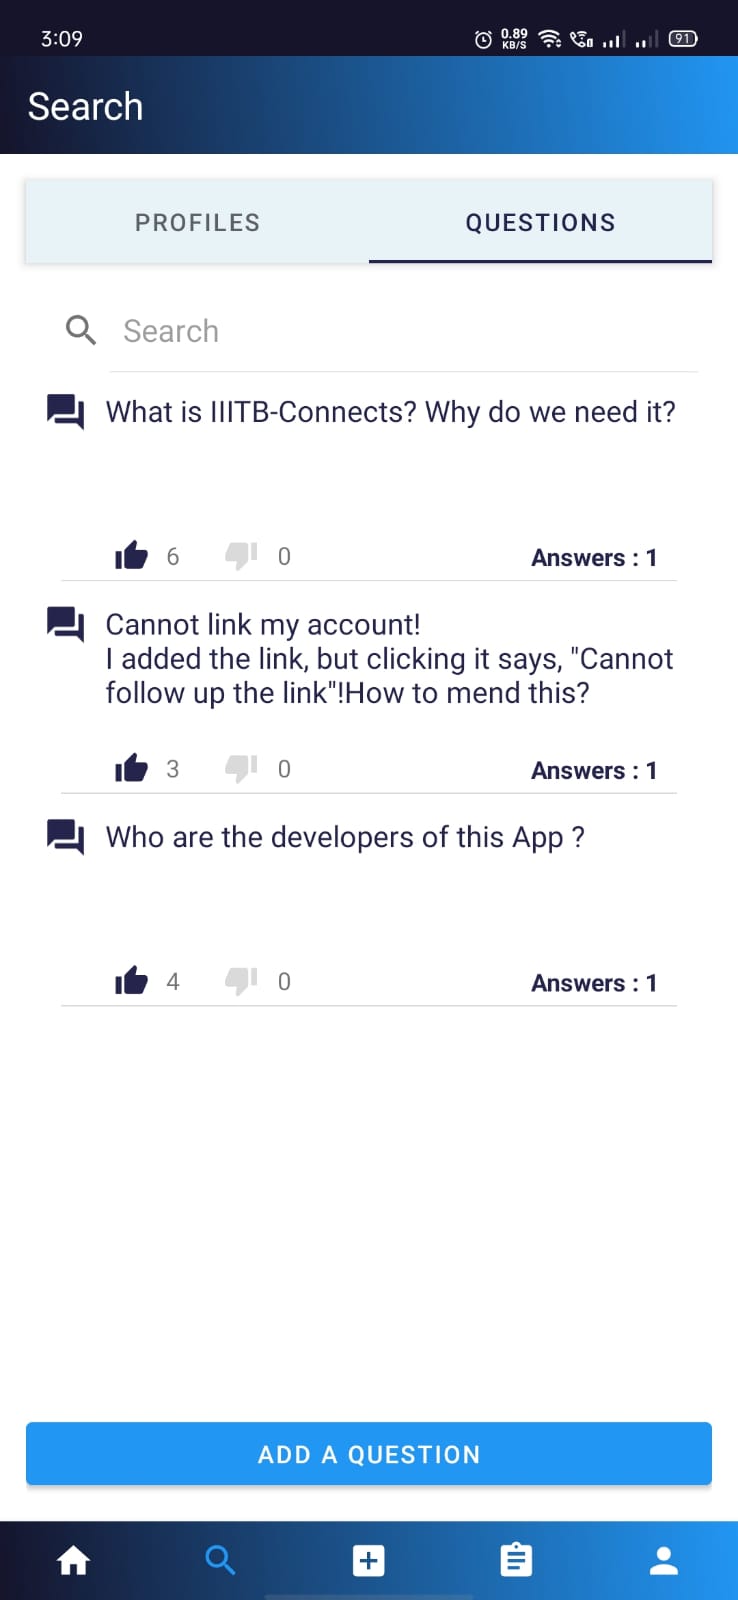 3:09
0.89
KB/S
91
Search
PROFILES
QUESTIONS
Search
What is IIITB-Connects? Why do we need it?
6
0
Answers : 1
Cannot link my account!
I added the link, but clicking it says, "Cannot
follow up the link"!How to mend this?
3
0
Answers : 1
Who are the developers of this App ?
4
0
Answers : 1
ADD A QUESTION